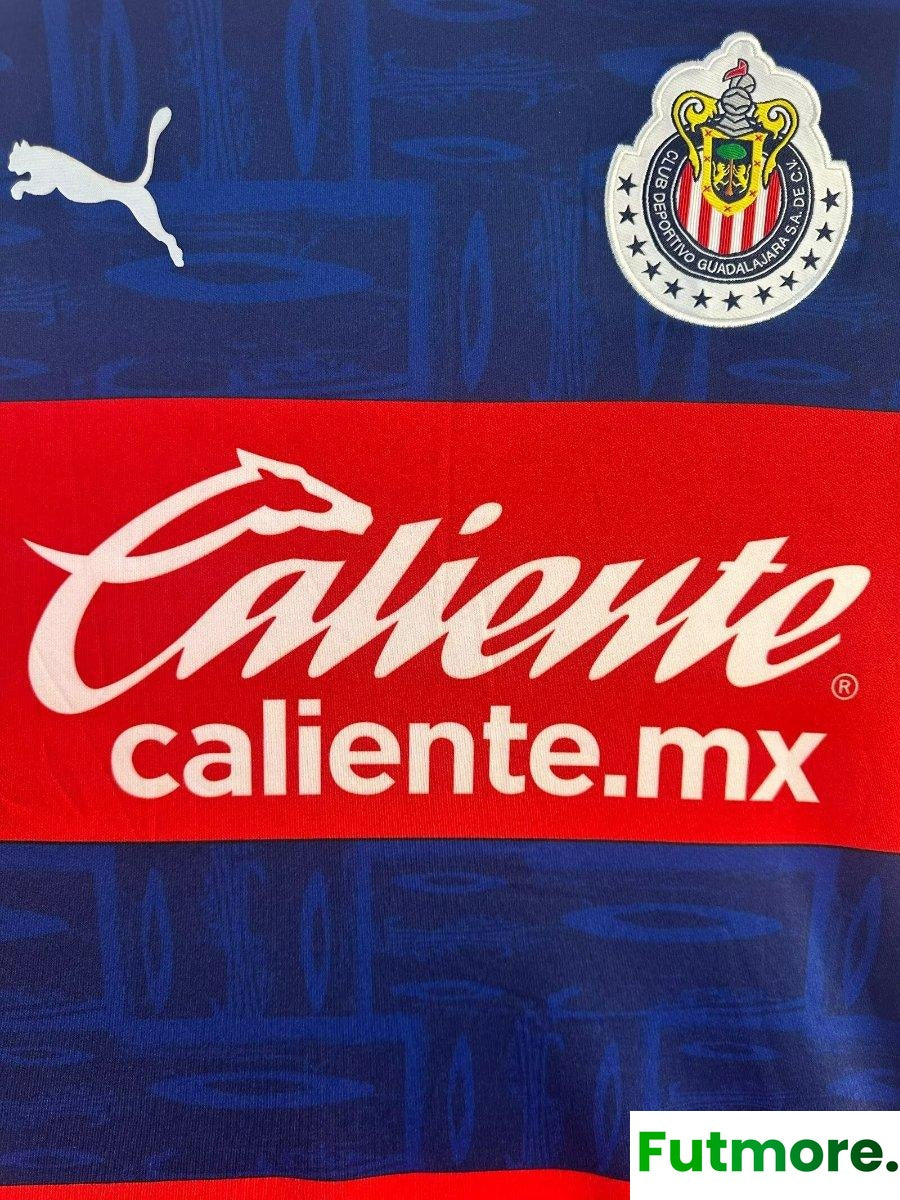 CLUB DEPORTIVO GUADALAJARA S.A. DE C.V.
Caliente®
caliente.mx
Futmore.